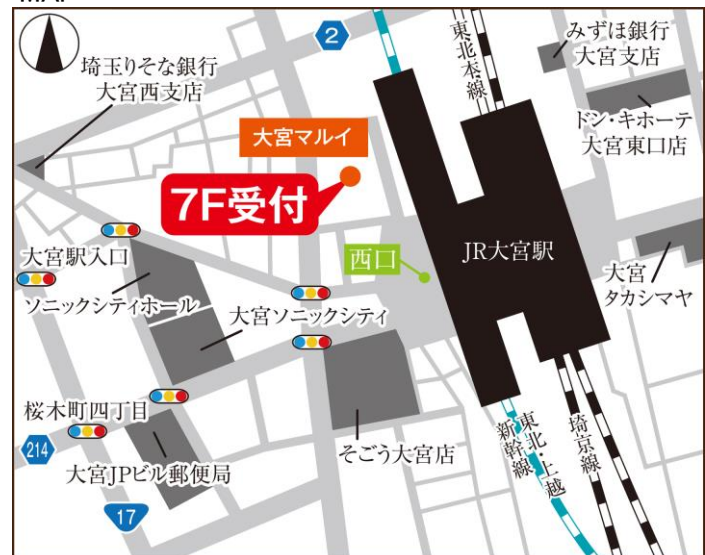 MAP
2
東北本線
みずほ銀行
大宮支店
埼玉りそな銀行
大宮西支店
ドン・キホーテ
大宮東口店
大宮マルイ
7F受付
大宮駅入口
西口
JR大宮駅
大宮
タカシマヤ
ソニックシティホール
大宮ソニックシティ
桜木町四丁目
214
大宮JPビル郵便局
そごう大宮店
東北・上越
新幹線
埼京線
17